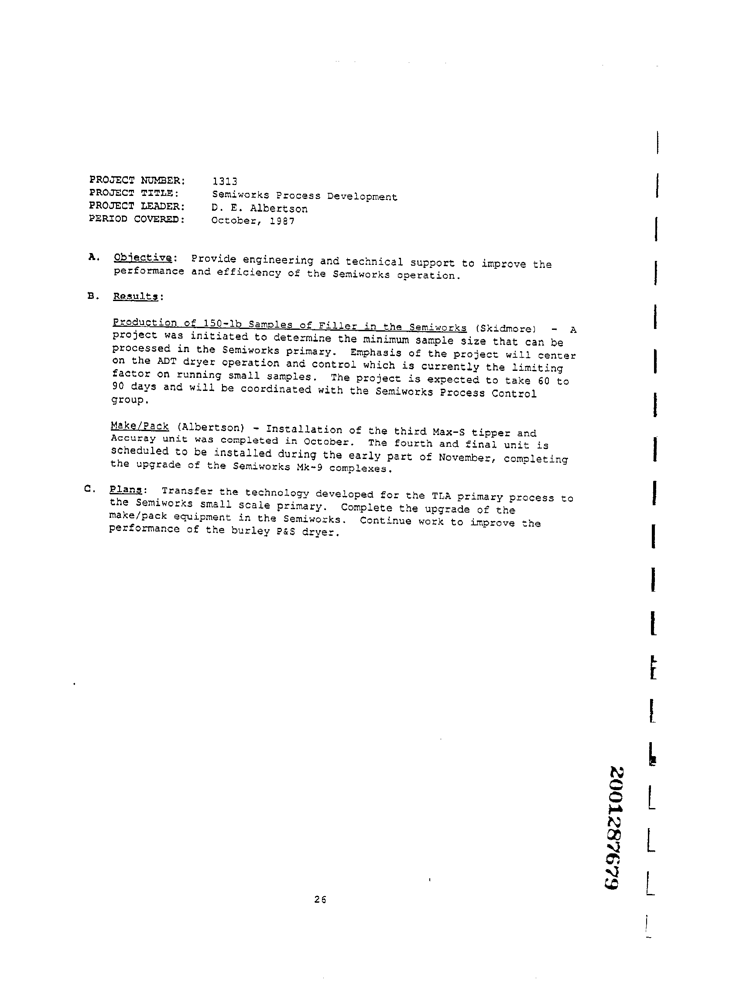 PROJECT NUMBER: 1313
PROJECT TITLE: Semiworks Process Development
PROJECT LEADER: D. E. Albertson
PERIOD COVERED: October, 1987
A. Objective: Provide engineering and technical support to improve the
performance and efficiency of the Semiworks operation.
B. Results:
Production of 150-lb Samples of Filler in the Semiworks (Skidmore) - A
project was initiated to determine the minimum sample size that can be
processed in the Semiworks primary. Emphasis of the project will center
on the ADT dryer operation and control which is currently the limiting
factor on running small samples. The project is expected to take 60 to
90 days and will be coordinated with the Semiworks Process Control
group.
Make/Pack (Albertson) - Installation of the third Max-S tipper and
Accuray unit was completed in October. The fourth and final unit is
scheduled to be installed during the early part of November, completing
the upgrade of the Semiworks Mk-9 complexes.
C. Plans: Transfer the technology developed for the TLA primary process to
the Semiworks small scale primary. Complete the upgrade of the
make/pack equipment in the Semiworks. Continue work to improve the
performance of the burley P&S dryer.
2001287679
26